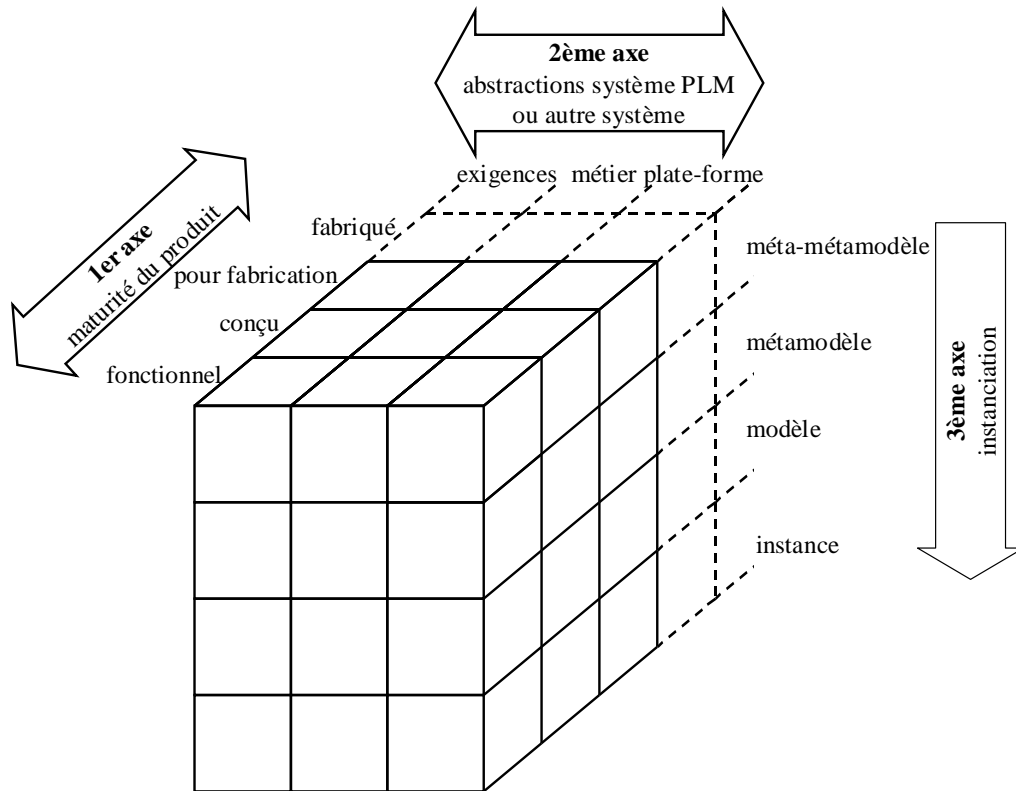 2ème axe
abstractions système PLM
ou autre système
exigences métier plate-forme
1er axe
maturité du produit
fabriqué
pour fabrication
conçu
fonctionnel
méta-métamodèle
métamodèle
modèle
instance
3ème axe
instanciation